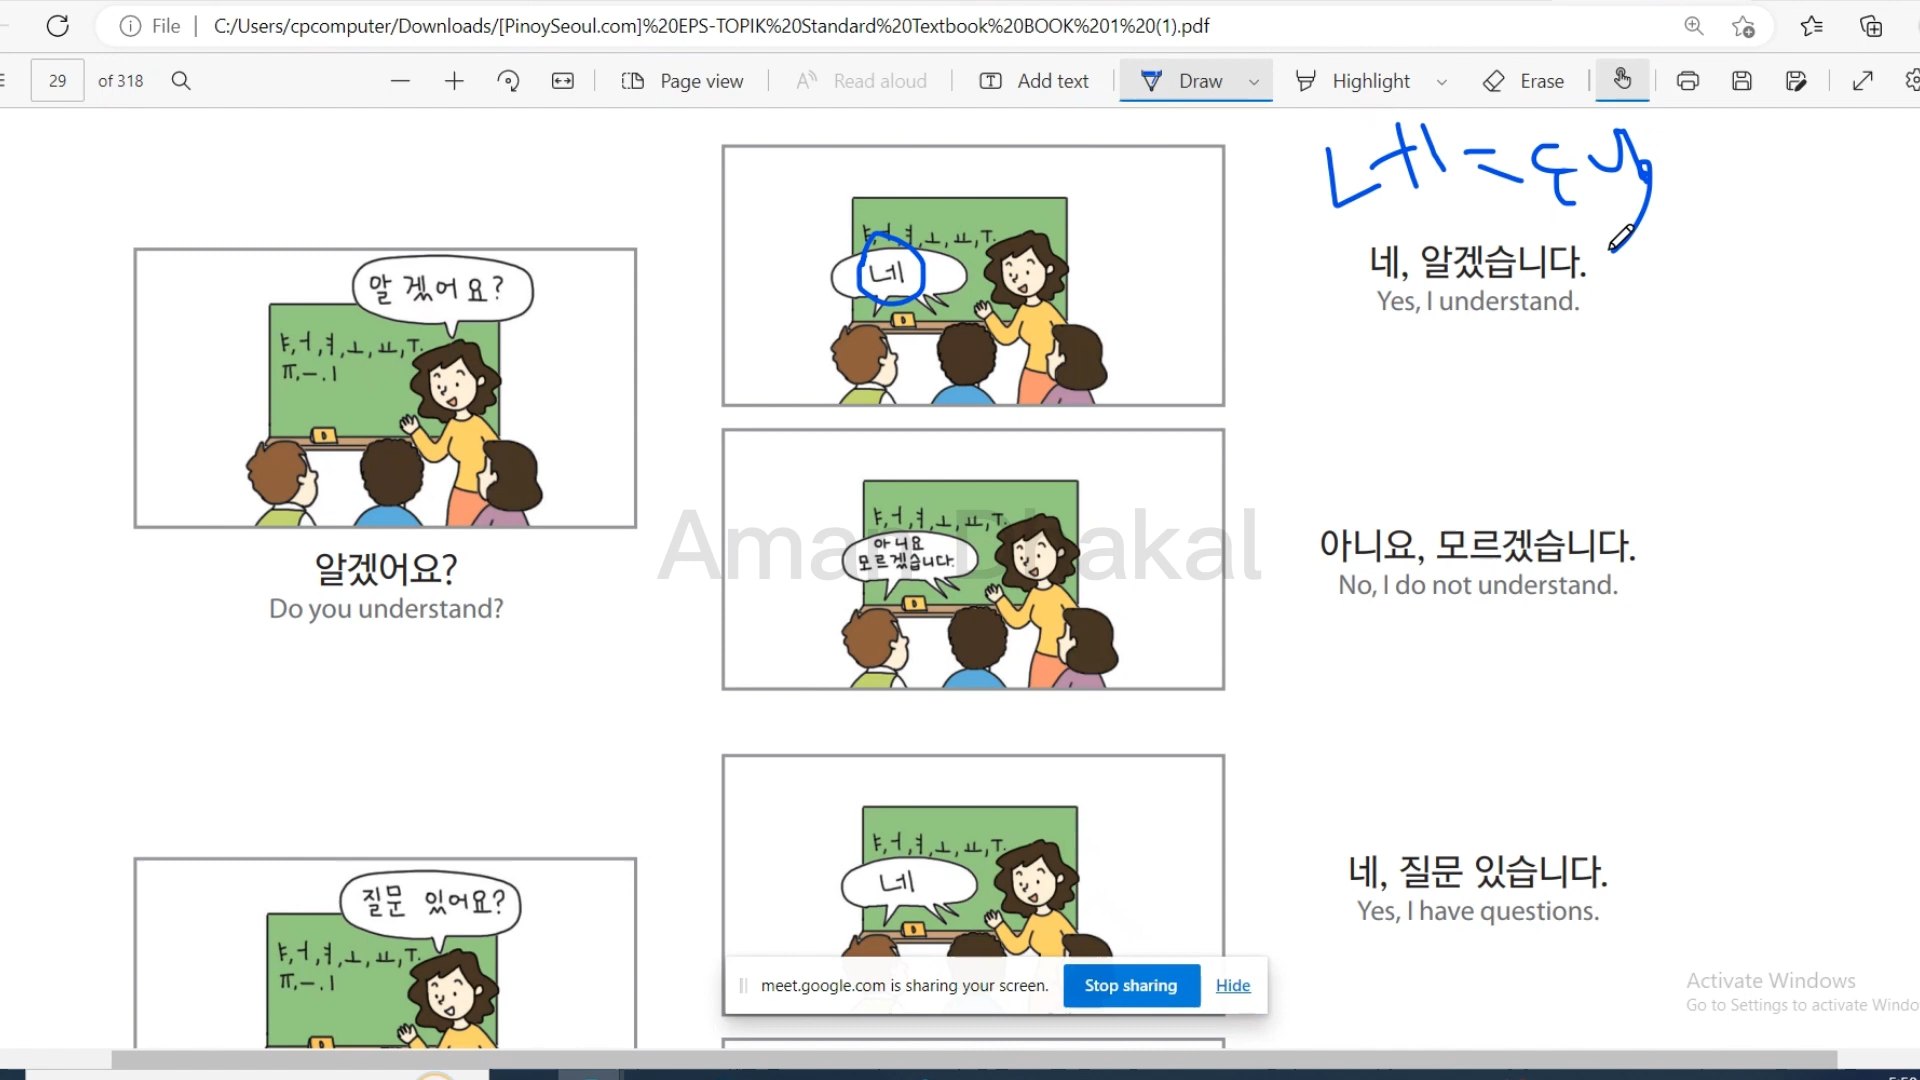 File C:/Users/cpcomputer/Downloads/[PinoySeoul.com]%20EPS-TOPIK%20Standard%20Textbook%20BOOK%201%20(1).pdf
29 of 318 Page view Read aloud Add text Draw Highlight Erase
알겠어요?
ㅑ,ㅓ,ㅕ,ㅗ,ㅛ,ㅜ.
ㅠ,ㅡ.ㅣ
알겠어요?
Do you understand?
ㅑ,ㅓ,ㅕ,ㅗ,ㅛ,ㅜ.
네
네 =
네, 알겠습니다.
Yes, I understand.
ㅑ,ㅓ,ㅕ,ㅗ,ㅛ,ㅜ.
아니요
모르겠습니다.
아니요, 모르겠습니다.
No, I do not understand.
Aman Dhakal
질문 있어요?
ㅑ,ㅓ,ㅕ,ㅗ,ㅛ,ㅜ.
ㅠ,ㅡ.ㅣ
ㅑ,ㅓ,ㅕ,ㅗ,ㅛ,ㅜ.
네
네, 질문 있습니다.
Yes, I have questions.
meet.google.com is sharing your screen. Stop sharing Hide
Activate Windows
Go to Settings to activate Windo